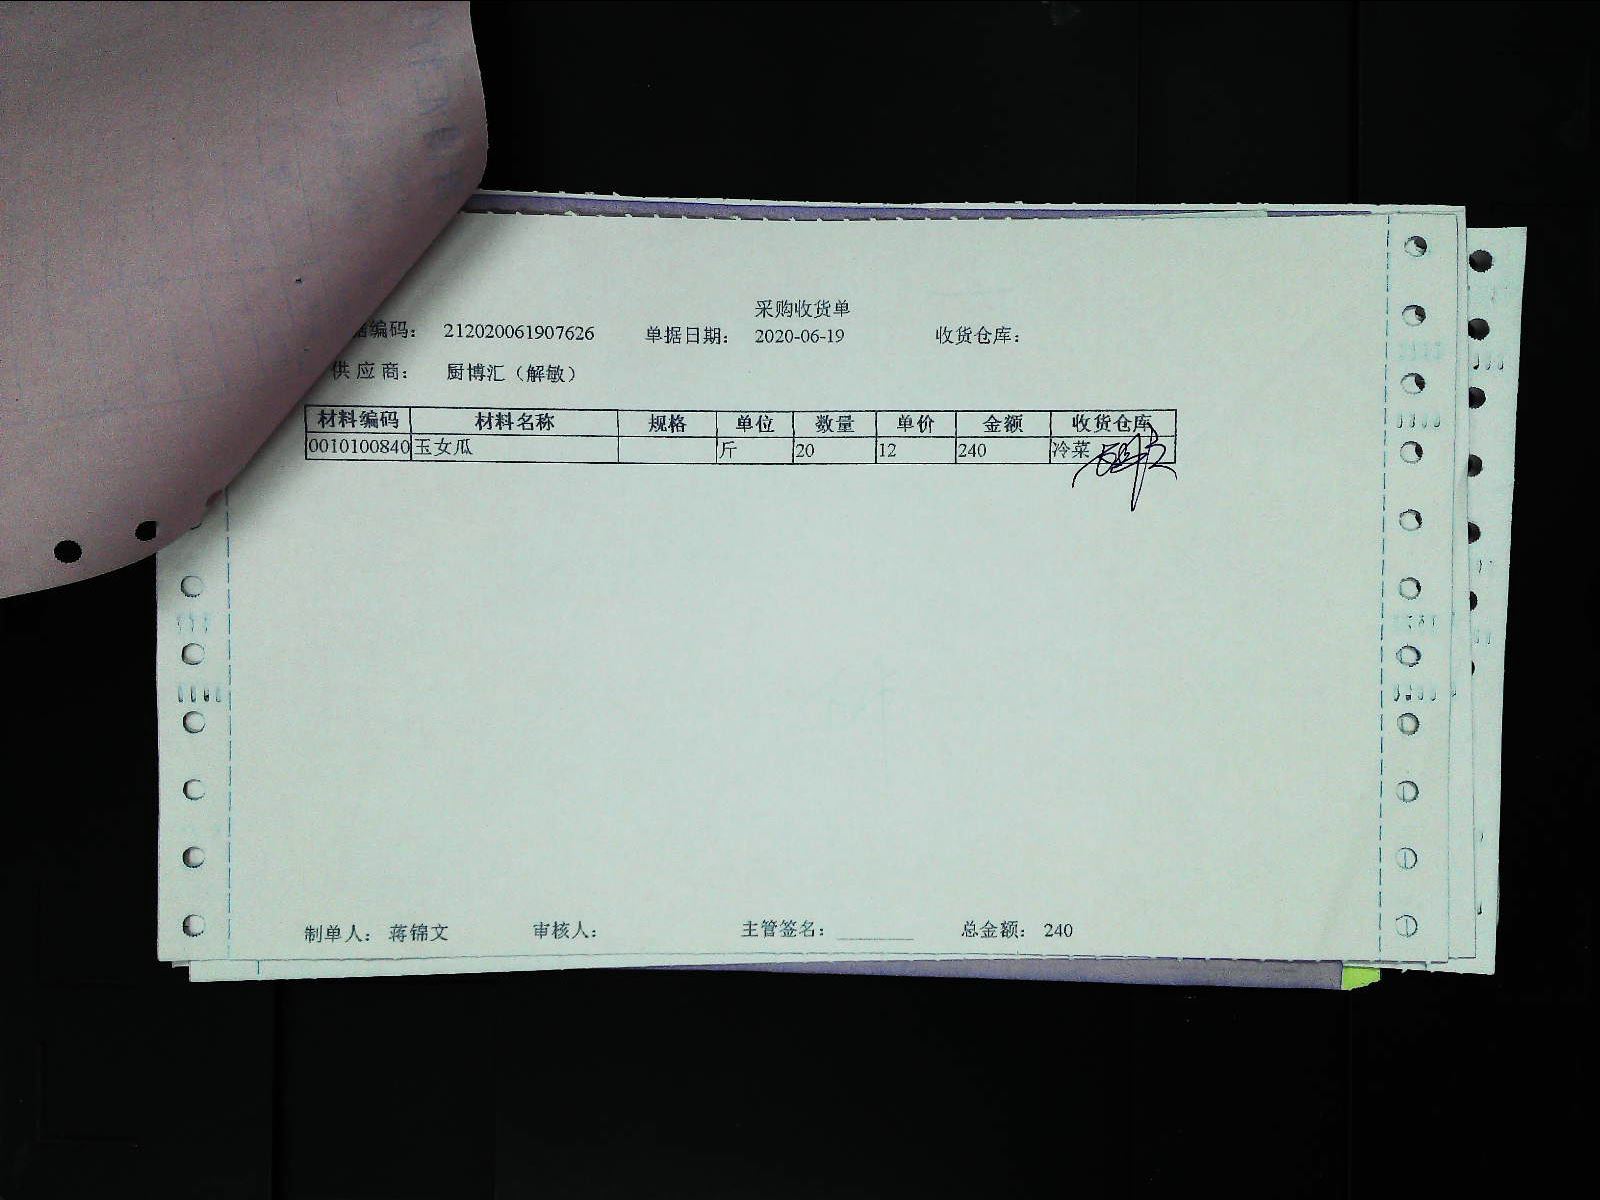 采购收货单
编码： 212020061907626 单据日期： 2020-06-19 收货仓库：
供应商： 厨博汇（解敏）
材料编码 材料名称 规格 单位 数量 单价 金额 收货仓库
0010100840 玉女瓜 斤 20 12 240 冷菜
制单人： 蒋锦文 审核人： 主管签名： ________ 总金额： 240